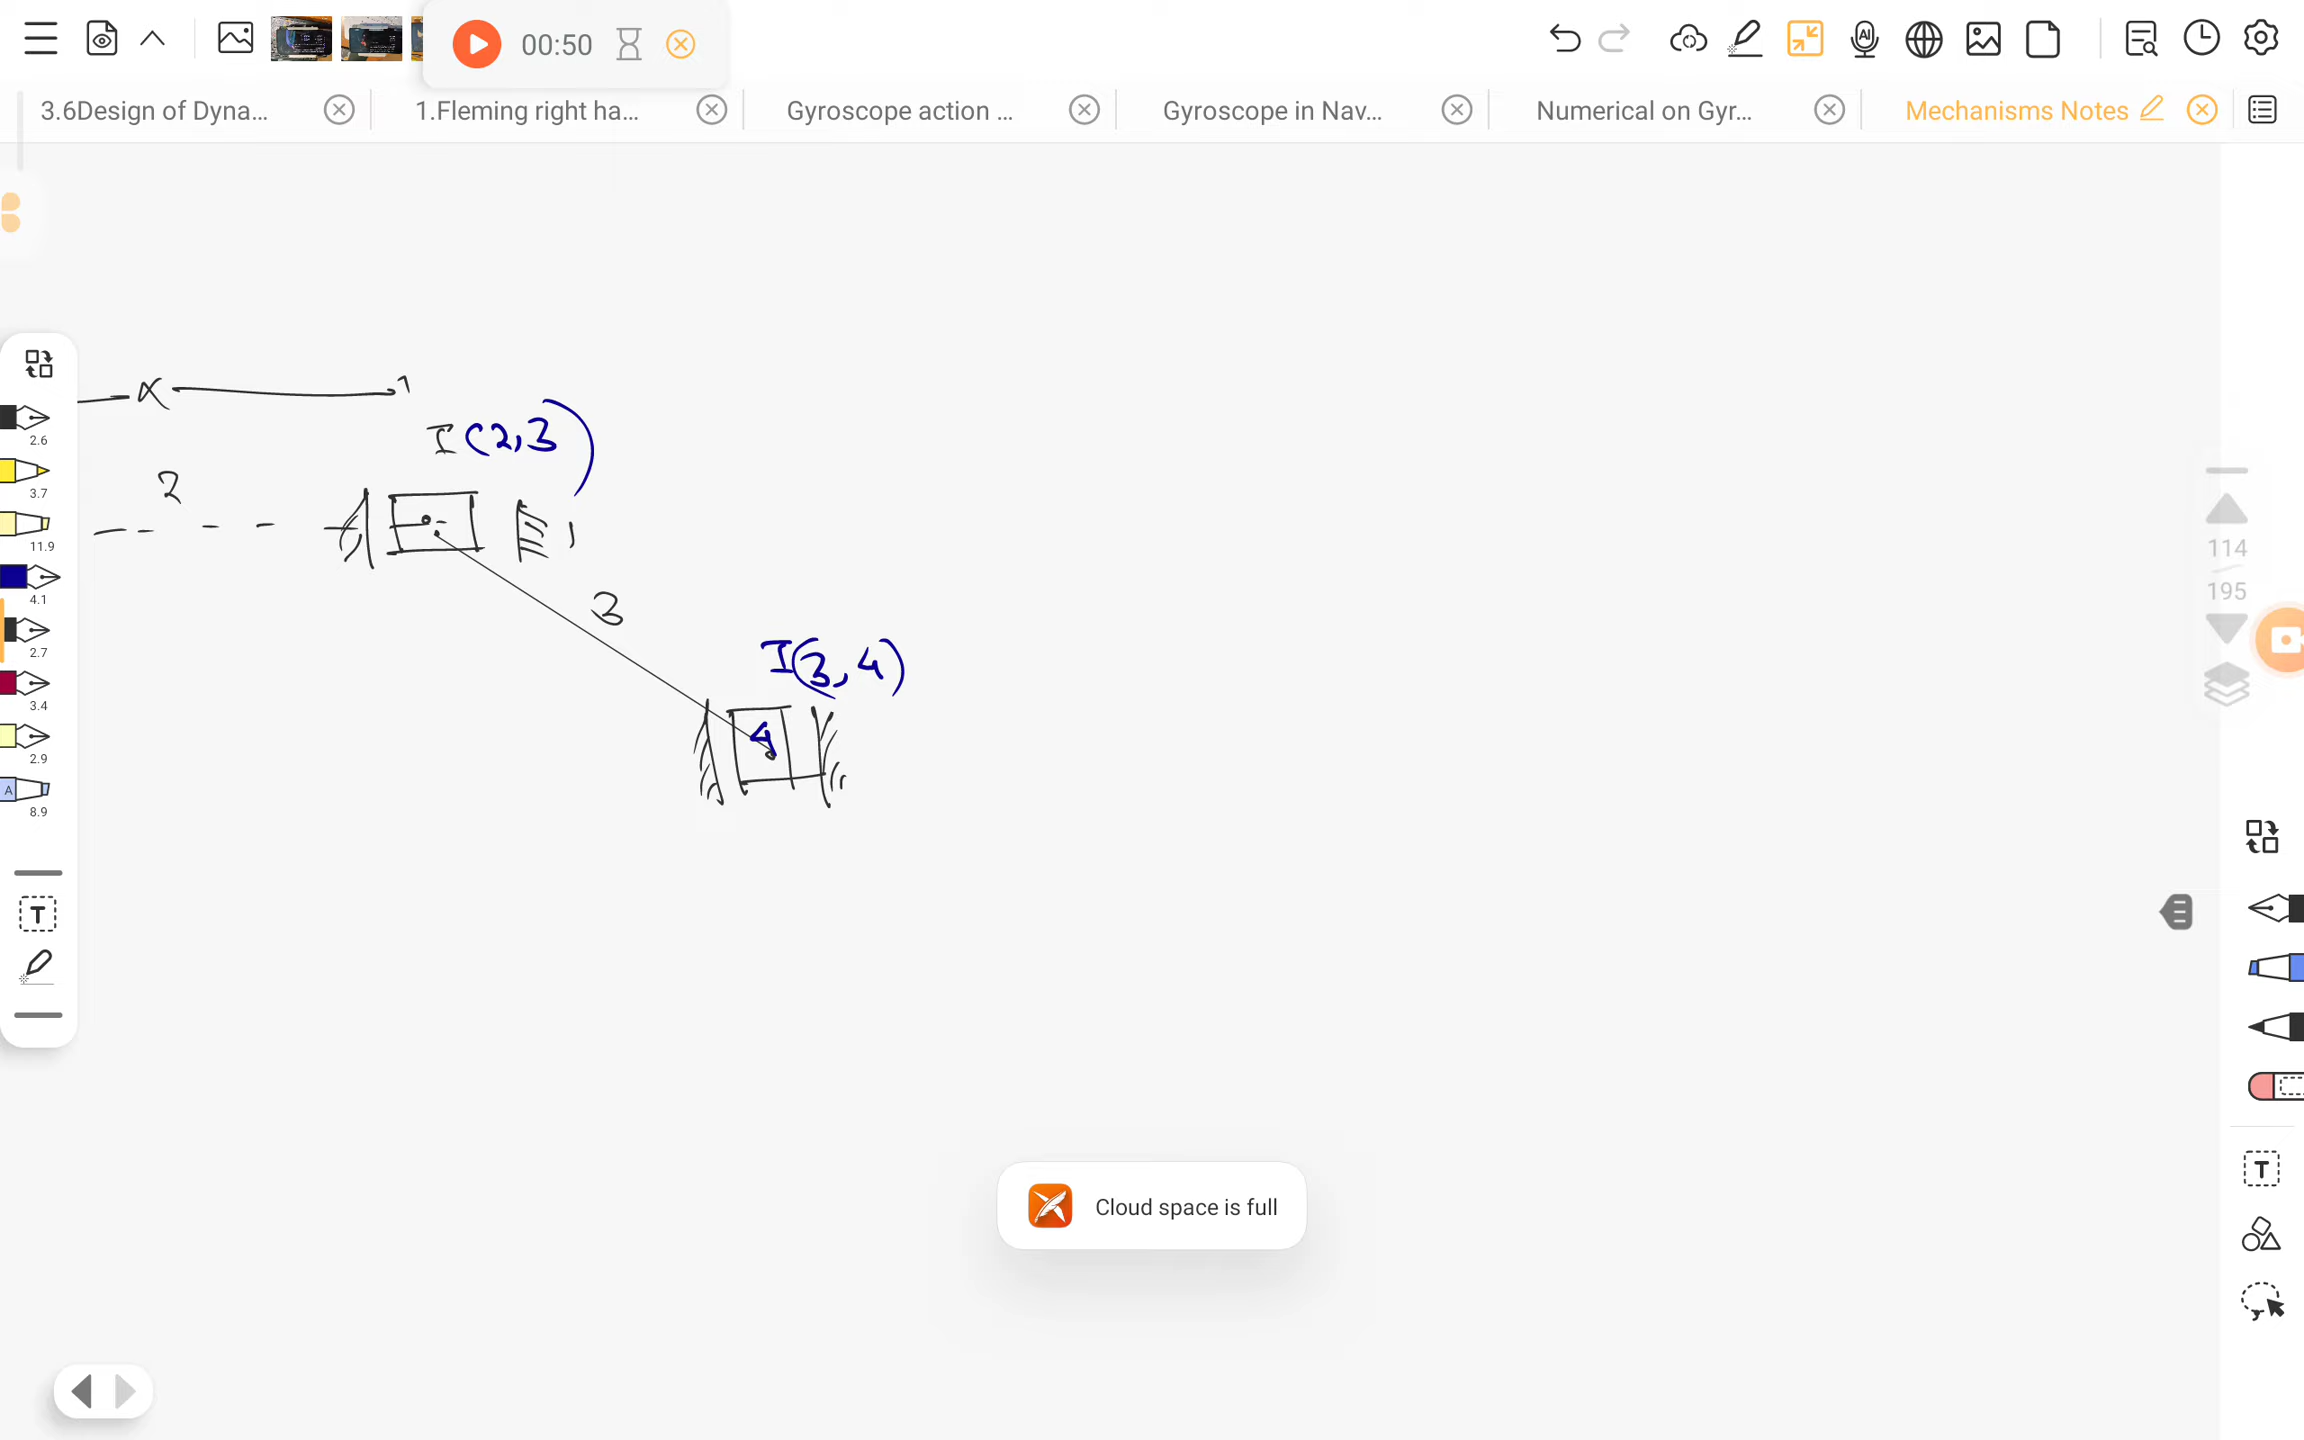 00:50
3.6Design of Dyna...
1.Fleming right ha...
Gyroscope action ...
Gyroscope in Nav...
Numerical on Gyr...
Mechanisms Notes
2.6
3.7
11.9
4.1
2.7
3.4
2.9
A
8.9
T
I(2,3)
2
1
3
I(3,4)
4
114
195
T
AI
Cloud space is full